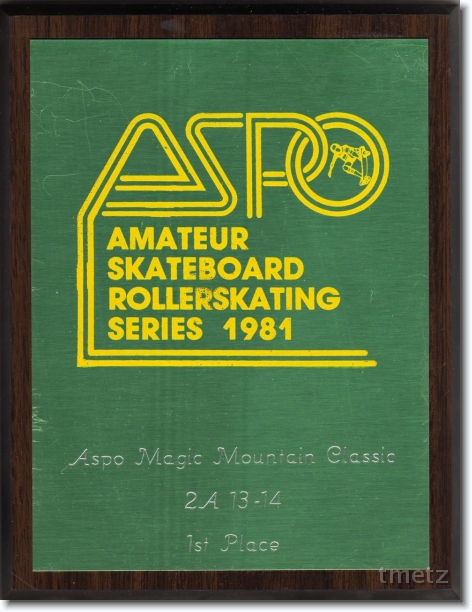 ASPO
AMATEUR
SKATEBOARD
ROLLERSKATING
SERIES 1981
Aspo Magic Mountain Classic
2A 13-14
1st Place
tmetz